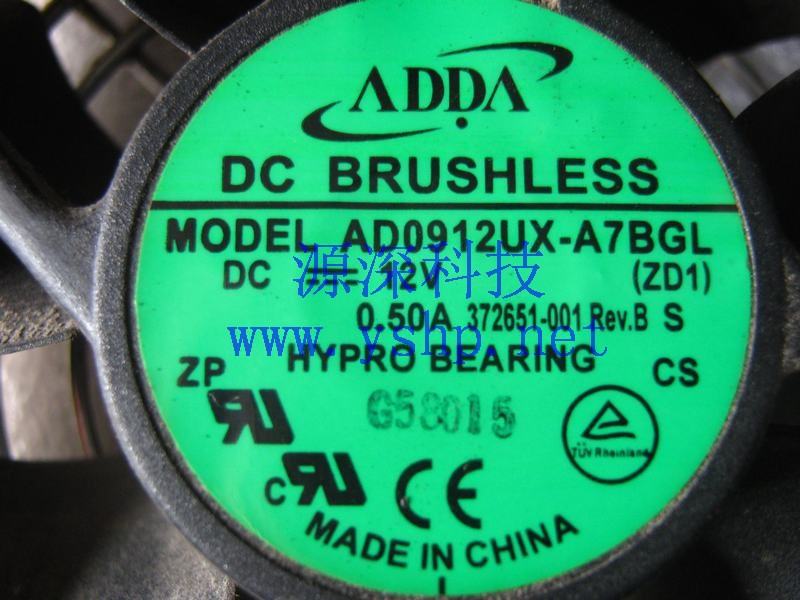 ADDA
DC BRUSHLESS
MODEL AD0912UX-A7BGL
DC 12V (ZD1)
源深科技
0.50A 372651-001 Rev.B S
www.yshp.net
HYPRO BEARING
ZP CS
G58015
TÜV Rheinland
C
CE
MADE IN CHINA